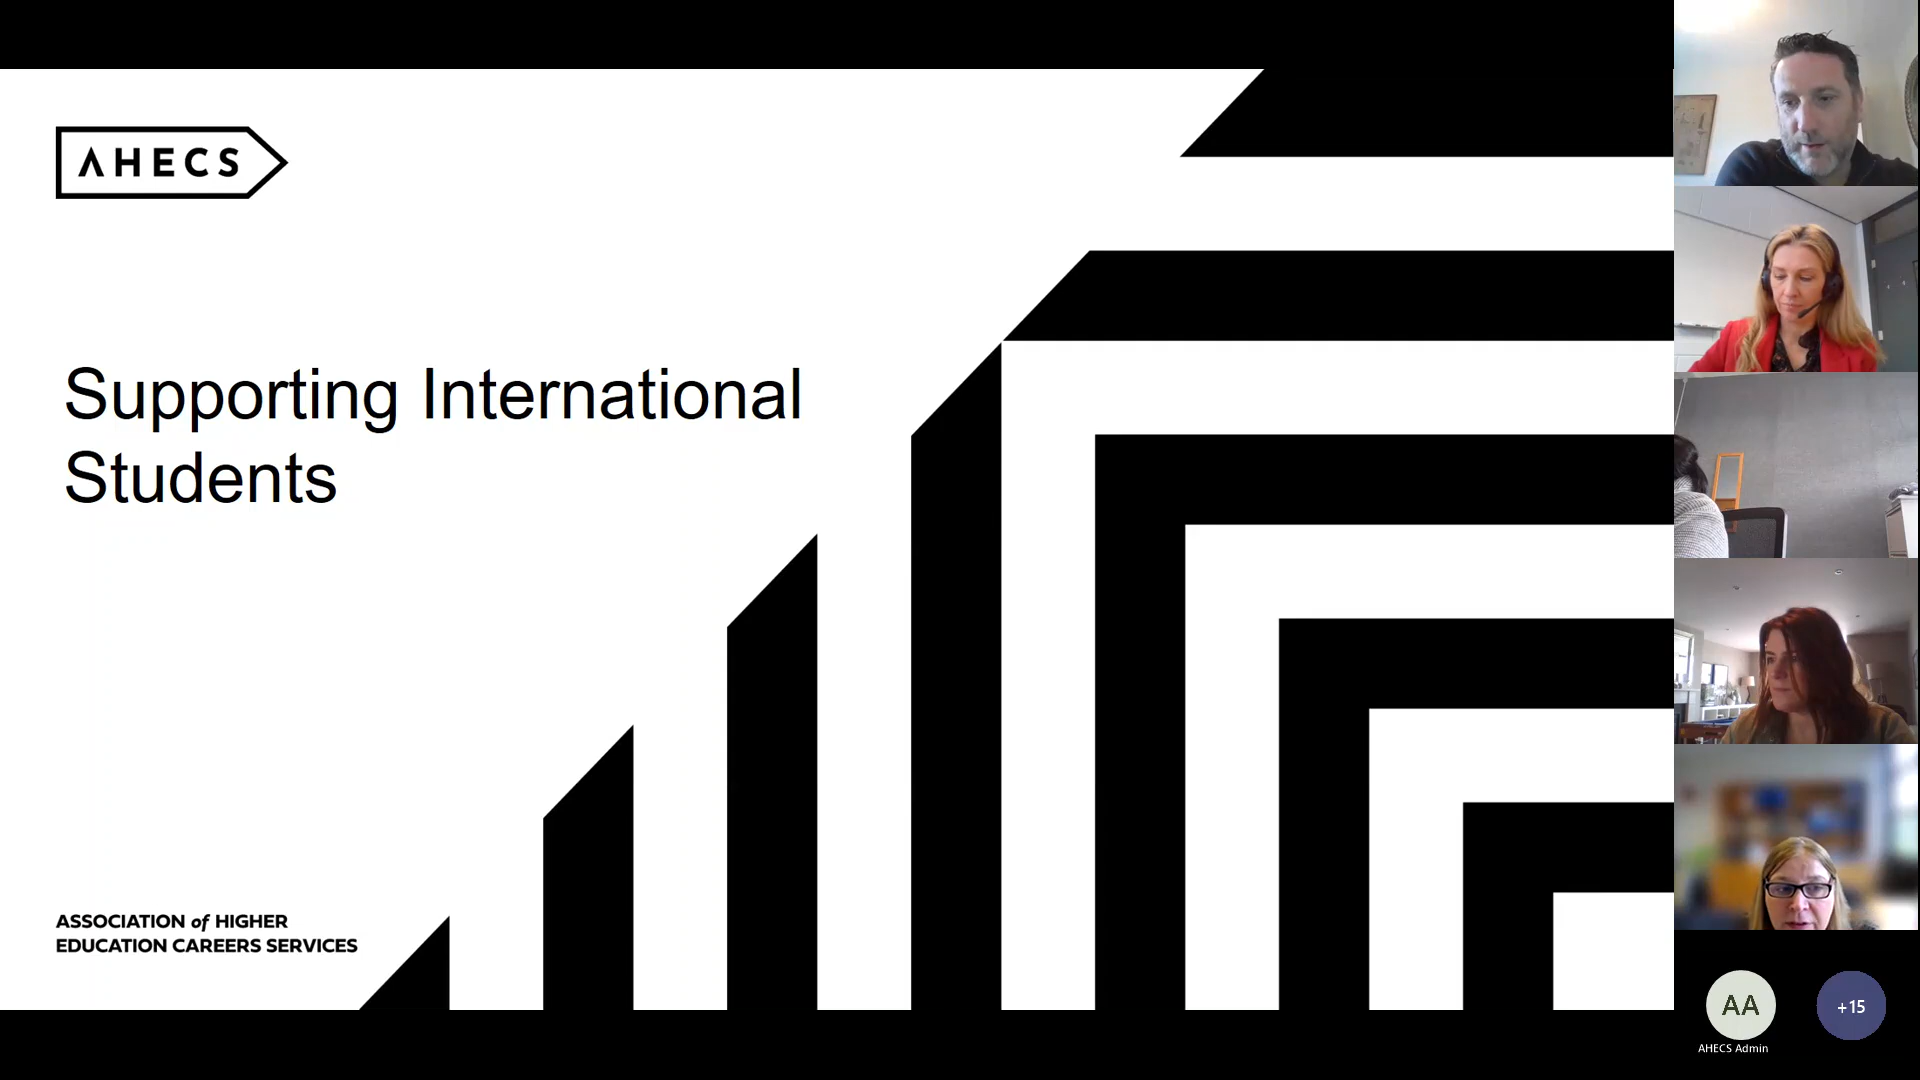 AHECS
Supporting International
Students
ASSOCIATION of HIGHER
EDUCATION CAREERS SERVICES
AA
+15
AHECS Admin